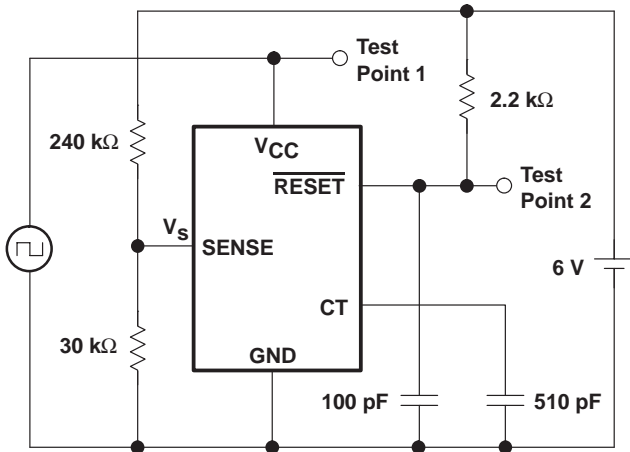 Test
Point 1
2.2 kΩ
240 kΩ
VCC
RESET
Test
Point 2
Vs
SENSE
6 V
CT
30 kΩ
GND
100 pF
510 pF